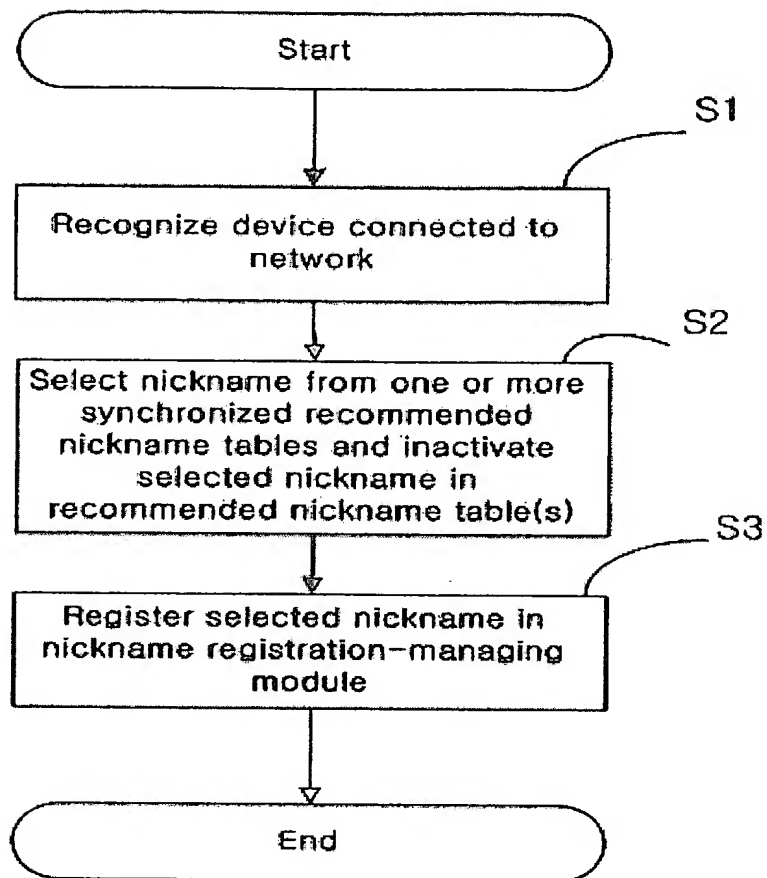 Start
S1
Recognize device connected to
network
S2
Select nickname from one or more
synchronized recommended
nickname tables and inactivate
selected nickname in
recommended nickname table(s)
S3
Register selected nickname in
nickname registration-managing
module
End